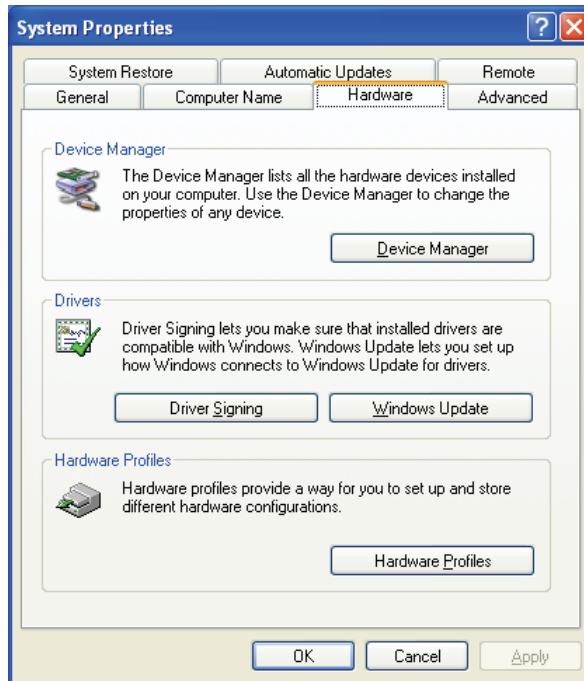 System Properties
System Restore Automatic Updates Remote
General Computer Name Hardware Advanced
Device Manager
The Device Manager lists all the hardware devices installed
on your computer. Use the Device Manager to change the
properties of any device.
Device Manager
Drivers
Driver Signing lets you make sure that installed drivers are
compatible with Windows. Windows Update lets you set up
how Windows connects to Windows Update for drivers.
Driver Signing Windows Update
Hardware Profiles
Hardware profiles provide a way for you to set up and store
different hardware configurations.
Hardware Profiles
OK Cancel Apply